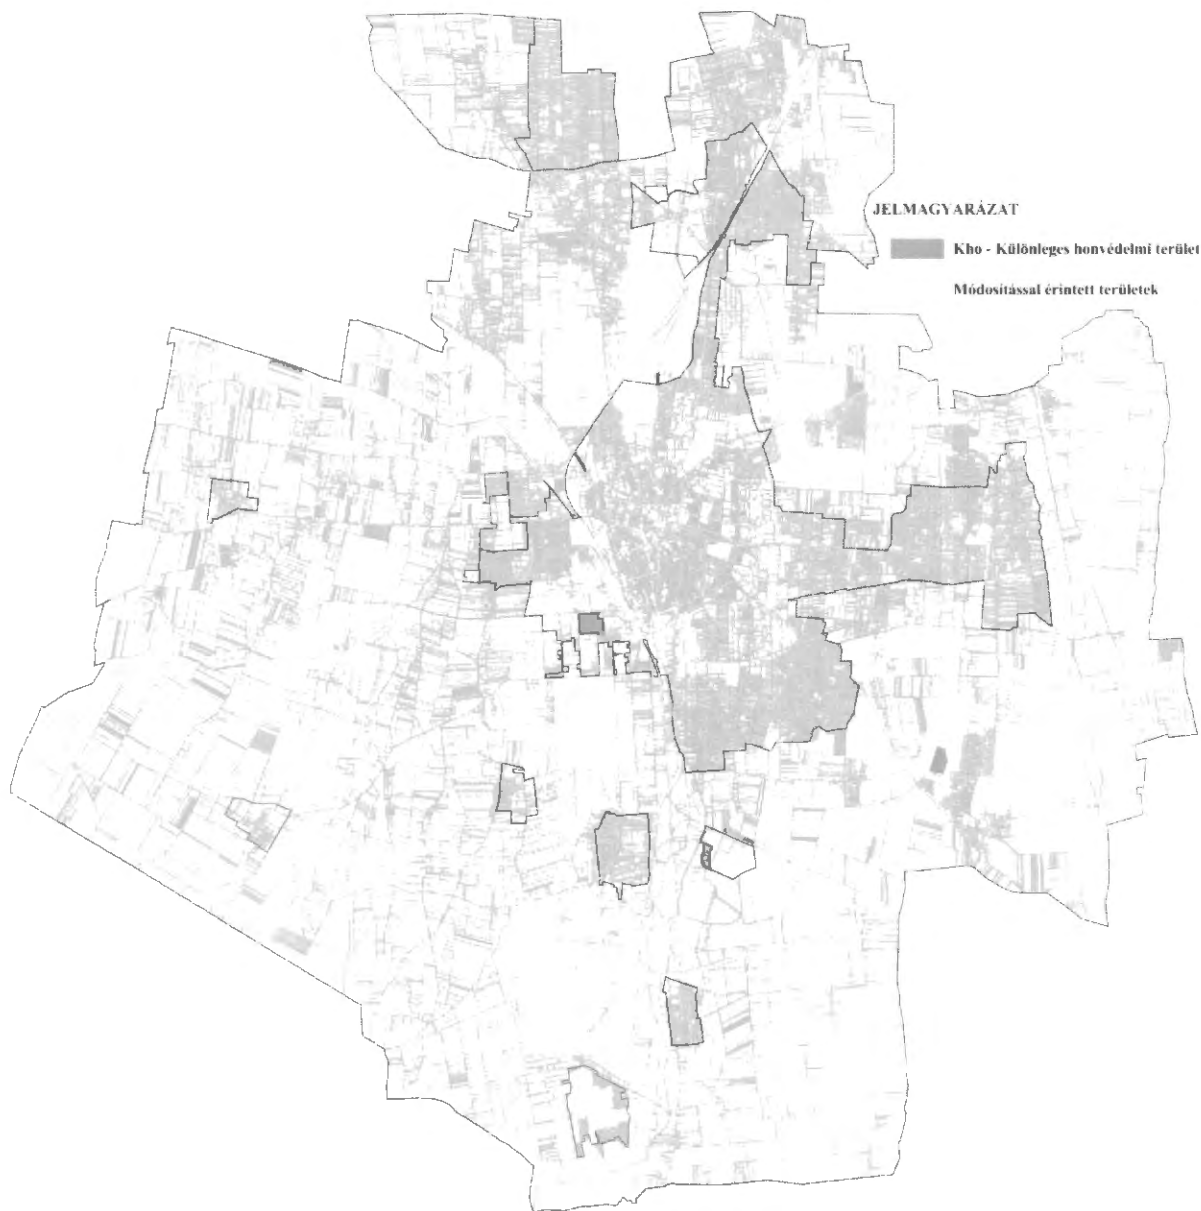 JELMAGYARÁZAT
Kho - Különleges honvédelmi terület
Módosítással érintett területek